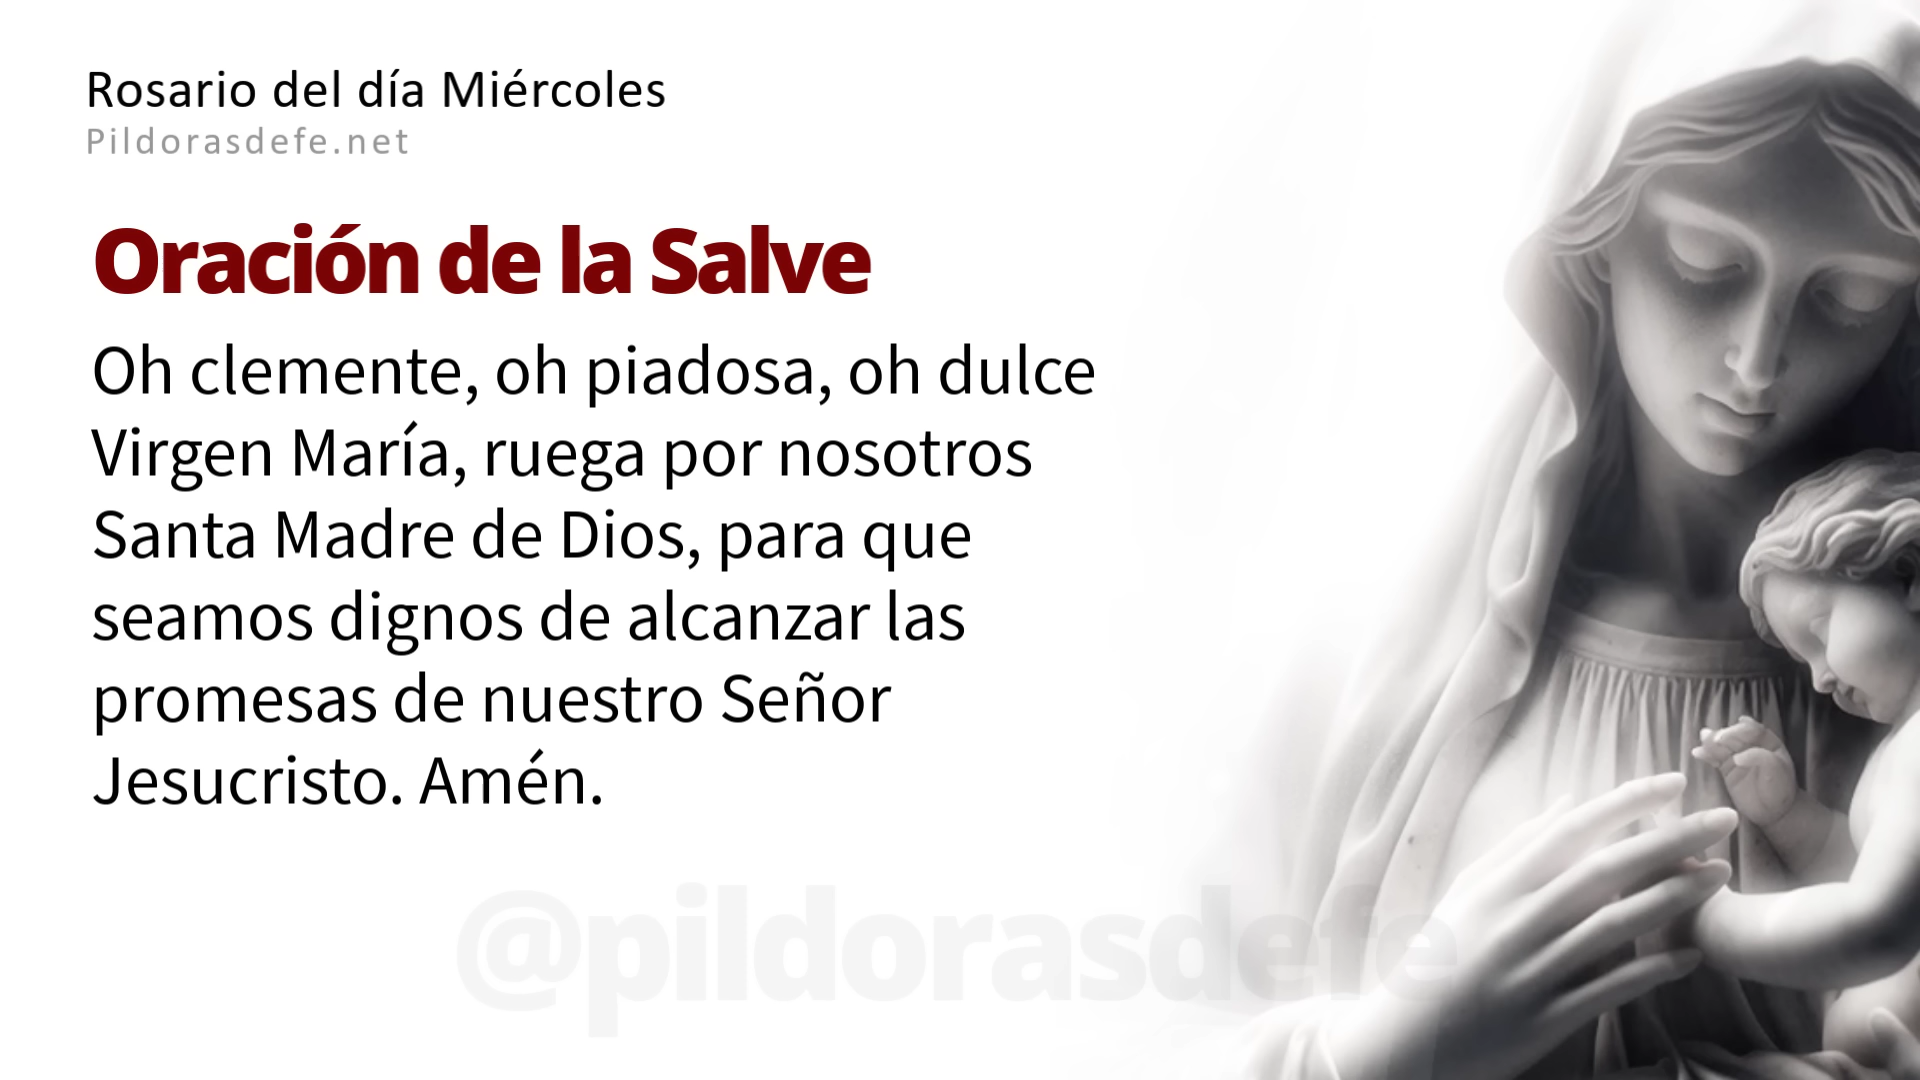 Rosario del día Miércoles
Pildorasdefe.net
Oración de la Salve
Oh clemente, oh piadosa, oh dulce
Virgen María, ruega por nosotros
Santa Madre de Dios, para que
seamos dignos de alcanzar las
promesas de nuestro Señor
Jesucristo. Amén.
@pildorasdefe